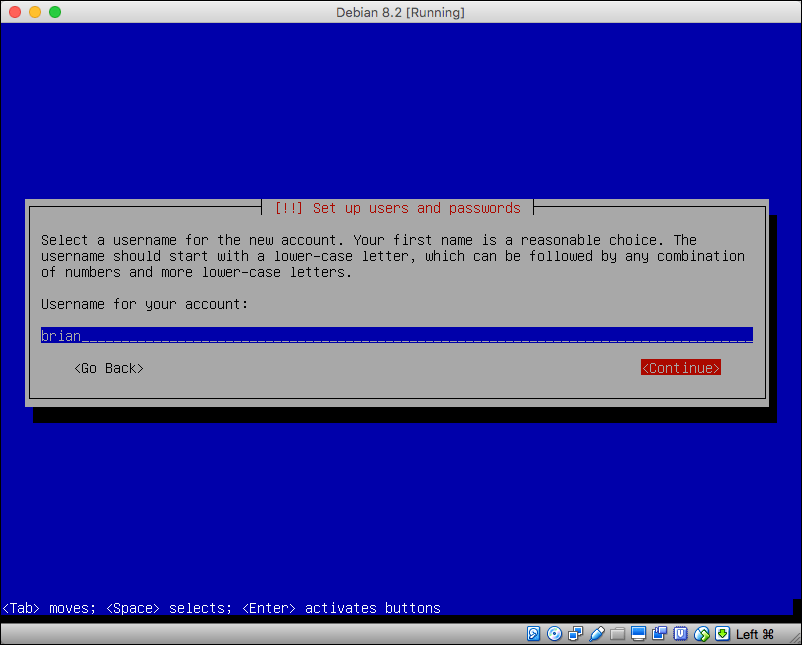 Debian 8.2 [Running]
[!!] Set up users and passwords
Select a username for the new account. Your first name is a reasonable choice. The
username should start with a lower-case letter, which can be followed by any combination
of numbers and more lower-case letters.
Username for your account:
brian________________________________________________________________________________
<Go Back> <Continue>
<Tab> moves; <Space> selects; <Enter> activates buttons
Left ⌘